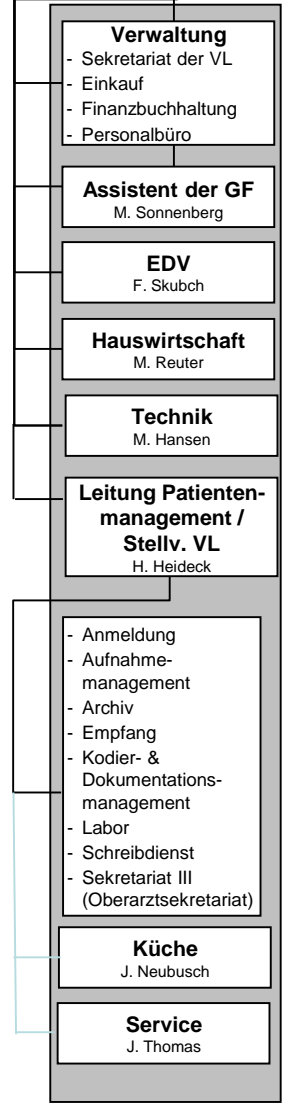 Verwaltung
- Sekretariat der VL
- Einkauf
- Finanzbuchhaltung
- Personalbüro
Assistent der GF
M. Sonnenberg
EDV
F. Skubch
Hauswirtschaft
M. Reuter
Technik
M. Hansen
Leitung Patienten-
management /
Stellv. VL
H. Heideck
- Anmeldung
- Aufnahme-
management
- Archiv
- Empfang
- Kodier- &
Dokumentations-
management
- Labor
- Schreibdienst
- Sekretariat III
(Oberarztsekretariat)
Küche
J. Neubusch
Service
J. Thomas